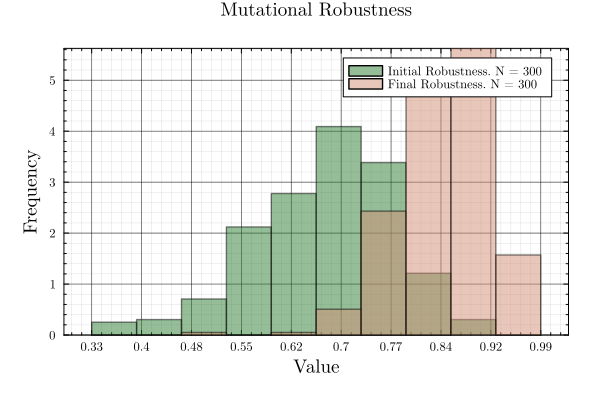 Mutational Robustness
Initial Robustness. N = 300
Final Robustness. N = 300
Frequency
5
4
3
2
1
0
0.33 0.4 0.48 0.55 0.62 0.7 0.77 0.84 0.92 0.99
Value